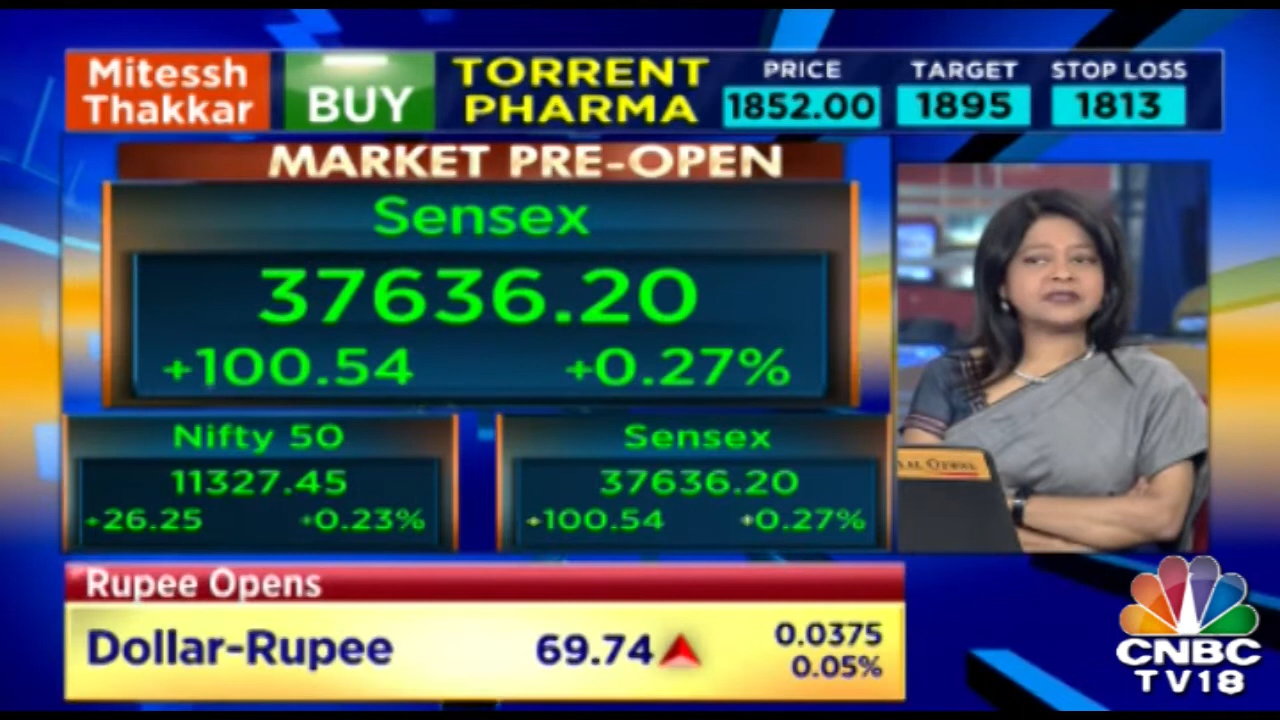 Mitessh
Thakkar
BUY
TORRENT
PHARMA
PRICE
1852.00
TARGET
1895
STOP LOSS
1813
MARKET PRE-OPEN
Sensex
37636.20
+100.54 +0.27%
Nifty 50
11327.45
+26.25 +0.23%
Sensex
37636.20
+100.54 +0.27%
Rupee Opens
Dollar-Rupee 69.74 ▲ 0.0375
0.05%
CNBC
TV18